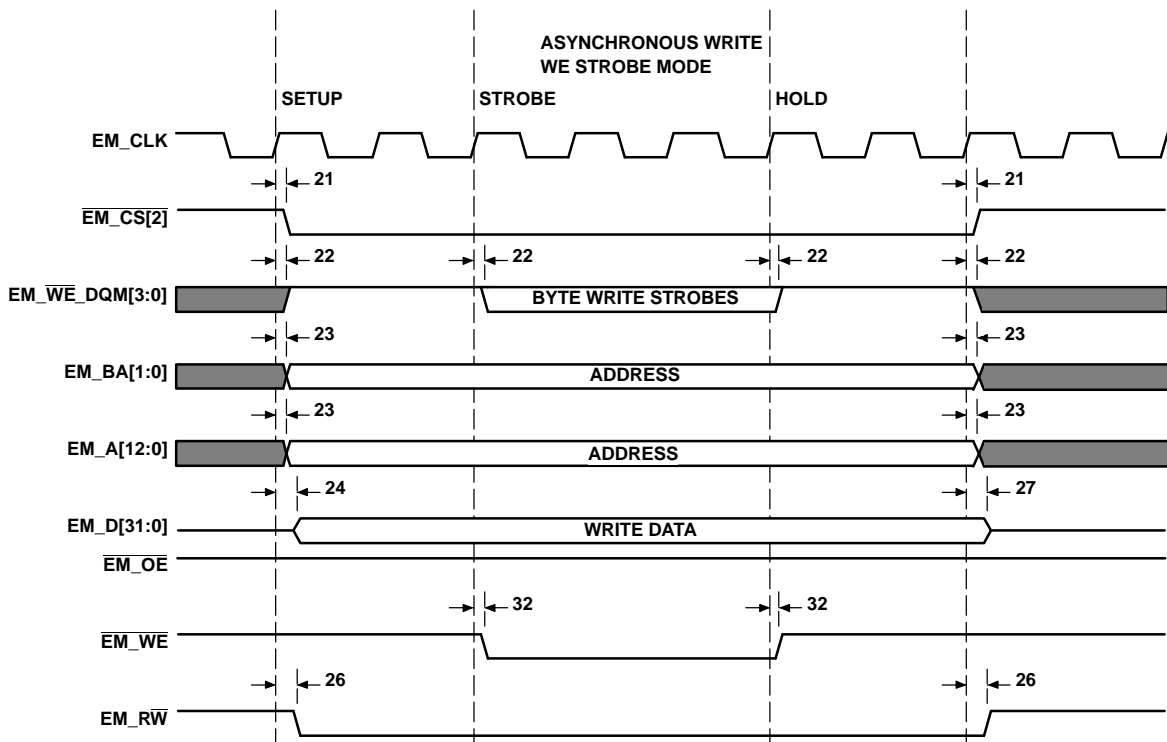 ASYNCHRONOUS WRITE
WE STROBE MODE
SETUP STROBE HOLD
EM_CLK
21 21
EM_CS[2]
22 22 22 22
EM_WE_DQM[3:0] BYTE WRITE STROBES
23 23
EM_BA[1:0] ADDRESS
23 23
EM_A[12:0] ADDRESS
24 27
EM_D[31:0] WRITE DATA
EM_OE
32 32
EM_WE
26 26
EM_RW